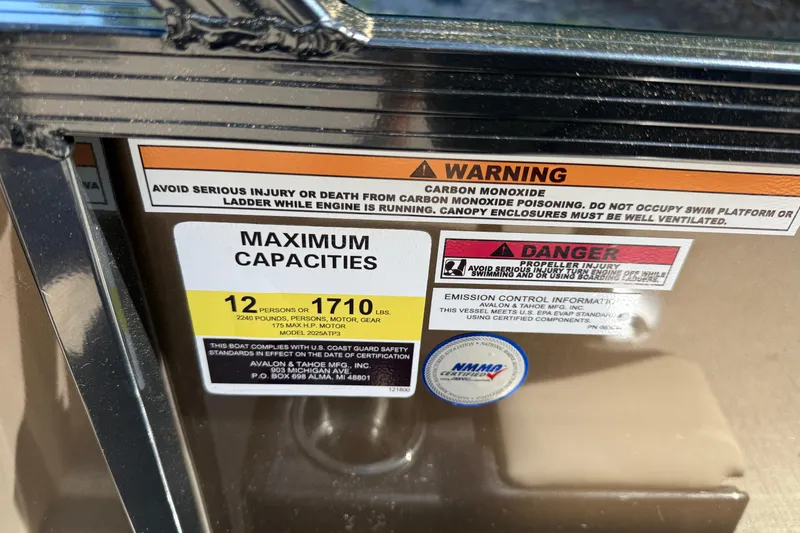 VA
WARNING
CARBON MONOXIDE
AVOID SERIOUS INJURY OR DEATH FROM CARBON MONOXIDE POISONING. DO NOT OCCUPY SWIM PLATFORM OR
LADDER WHILE ENGINE IS RUNNING. CANOPY ENCLOSURES MUST BE WELL VENTILATED.
MAXIMUM
CAPACITIES
12 PERSONS OR 1710 LBS.
2240 POUNDS, PERSONS, MOTOR, GEAR
175 MAX H.P. MOTOR
MODEL 2025ATP3
THIS BOAT COMPLIES WITH U.S. COAST GUARD SAFETY
STANDARDS IN EFFECT ON THE DATE OF CERTIFICATION
AVALON & TAHOE MFG., INC.
903 MICHIGAN AVE.
P.O. BOX 698 ALMA, MI 48801
121800
DANGER
PROPELLER INJURY
AVOID SERIOUS INJURY TURN ENGINE OFF WHILE
SWIMMING AND OR USING BOARDING LADDERS.
EMISSION CONTROL INFORMATION
AVALON & TAHOE MFG. INC.
THIS VESSEL MEETS U.S. EPA EVAP STANDARDS
USING CERTIFIED COMPONENTS.
PN
NMMA
CERTIFIED